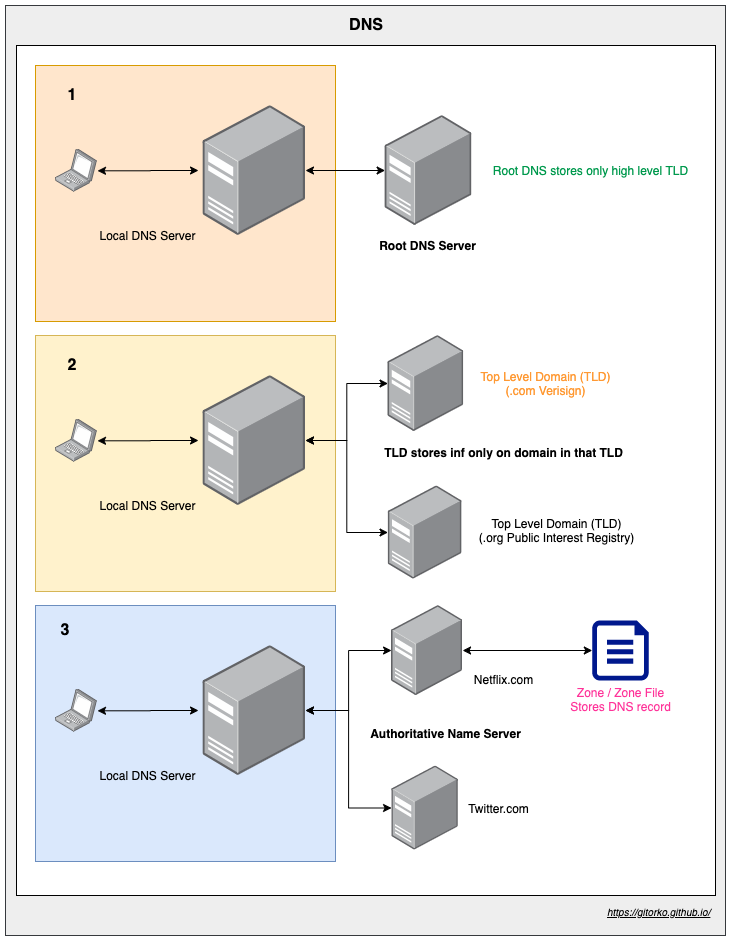 DNS
1
Root DNS stores only high level TLD
Local DNS Server
Root DNS Server
2
Top Level Domain (TLD)
(.com Verisign)
TLD stores inf only on domain in that TLD
Local DNS Server
Top Level Domain (TLD)
(.org Public Interest Registry)
3
Netflix.com
Zone / Zone File
Stores DNS record
Authoritative Name Server
Local DNS Server
Twitter.com
https://gitorko.github.io/